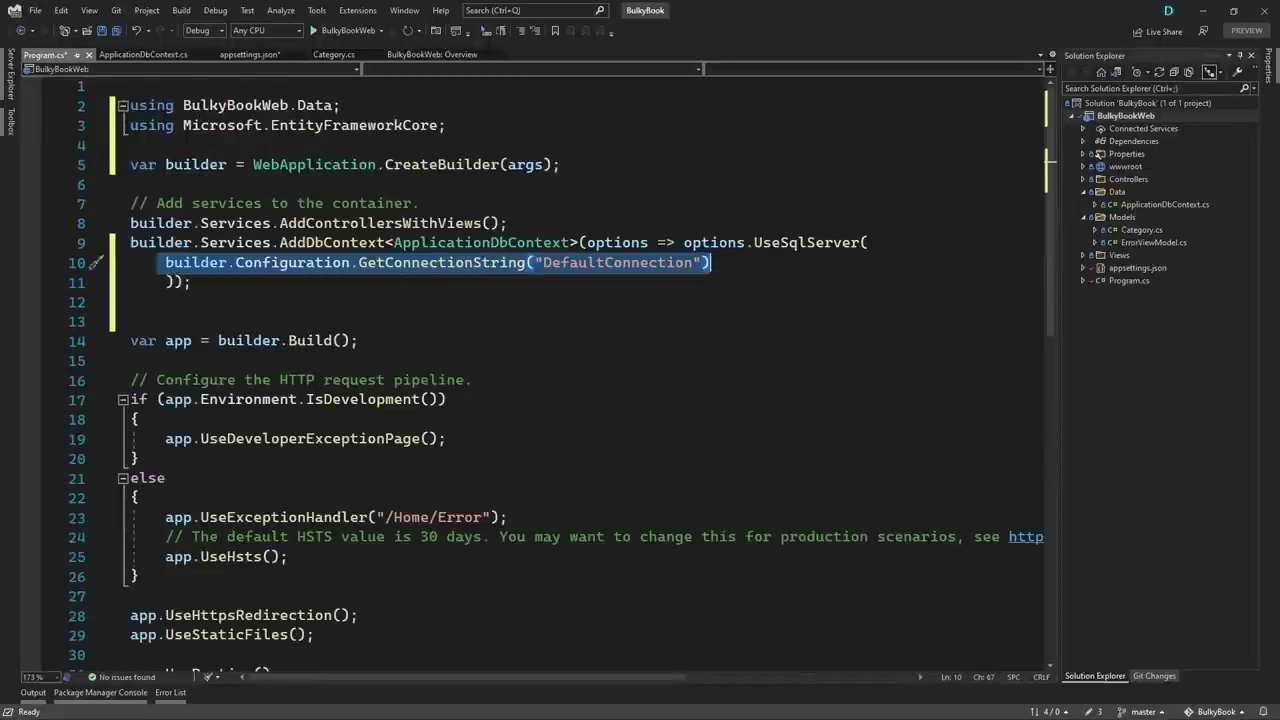 File Edit View Git Project Build Debug Test Analyze Tools Extensions Window Help Search (Ctrl+Q) BulkyBook D
Debug Any CPU BulkyBookWeb Live Share PREVIEW
Server Explorer
Toolbox
Program.cs* ApplicationDbContext.cs appsettings.json* Category.cs BulkyBookWeb: Overview
BulkyBookWeb
1
2 using BulkyBookWeb.Data;
3 using Microsoft.EntityFrameworkCore;
4
5 var builder = WebApplication.CreateBuilder(args);
6
7 // Add services to the container.
8 builder.Services.AddControllersWithViews();
9 builder.Services.AddDbContext<ApplicationDbContext>(options => options.UseSqlServer(
10 builder.Configuration.GetConnectionString("DefaultConnection")
11 ));
12
13
14 var app = builder.Build();
15
16 // Configure the HTTP request pipeline.
17 if (app.Environment.IsDevelopment())
18 {
19 app.UseDeveloperExceptionPage();
20 }
21 else
22 {
23 app.UseExceptionHandler("/Home/Error");
24 // The default HSTS value is 30 days. You may want to change this for production scenarios, see http
25 app.UseHsts();
26 }
27
28 app.UseHttpsRedirection();
29 app.UseStaticFiles();
30
173 % No issues found Ln: 10 Ch: 67 SPC CRLF
Output Package Manager Console Error List
Solution Explorer
Search Solution Explorer (Ctrl+;)
Solution 'BulkyBook' (1 of 1 project)
BulkyBookWeb
Connected Services
Dependencies
Properties
wwwroot
Controllers
Data
ApplicationDbContext.cs
Models
Category.cs
ErrorViewModel.cs
Views
appsettings.json
Program.cs
Solution Explorer Git Changes
Properties
Ready 4 / 0 3 master BulkyBook